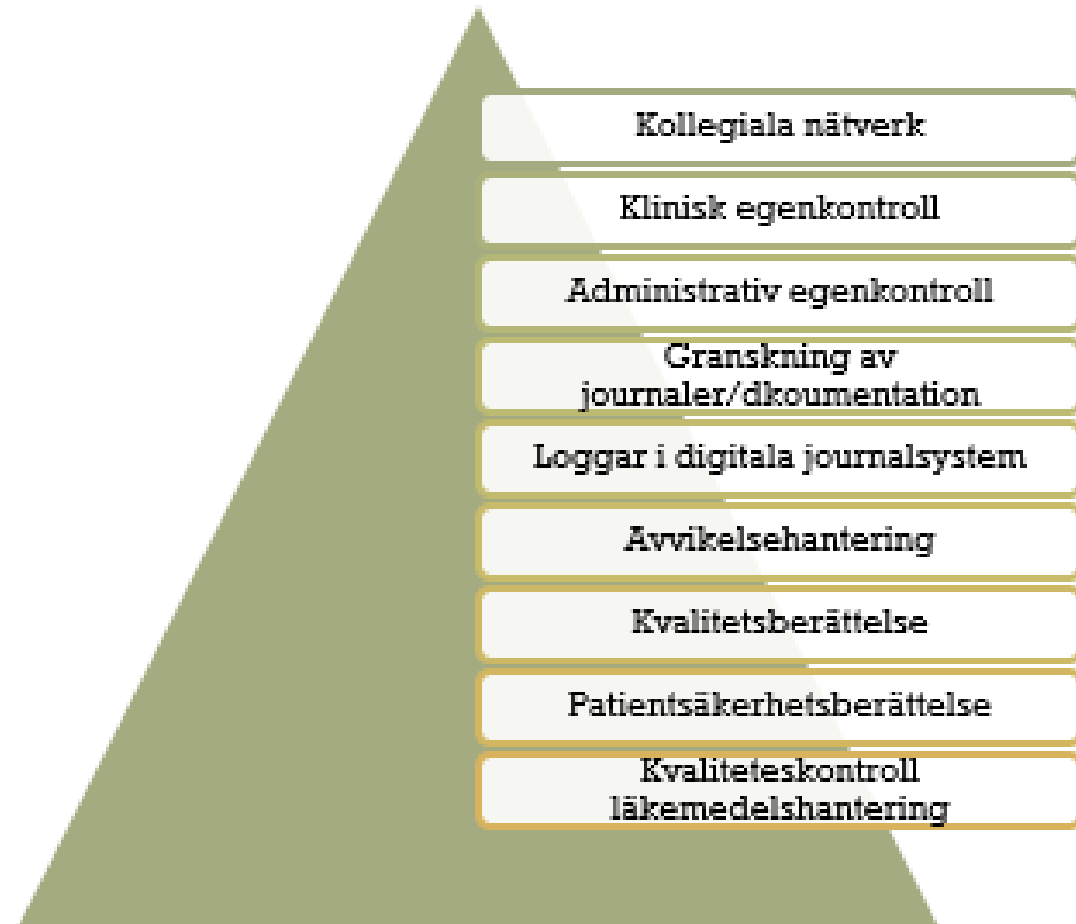 Kollegiala nätverk
Klinisk egenkontroll
Administrativ egenkontroll
Granskning av
journaler/dkoumentation
Loggar i digitala journalsystem
Avvikelsehantering
Kvalitetsberättelse
Patientsäkerhetsberättelse
Kvaliteteskontroll
läkemedelshantering